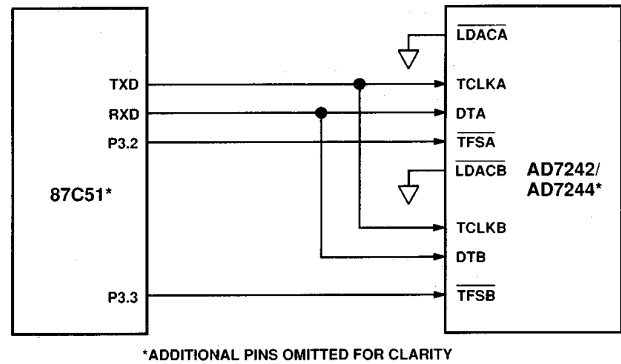 LDACA
TXD
TCLKA
RXD
DTA
P3.2
TFSA
LDACB
AD7242/
AD7244*
87C51*
TCLKB
DTB
P3.3
TFSB
*ADDITIONAL PINS OMITTED FOR CLARITY